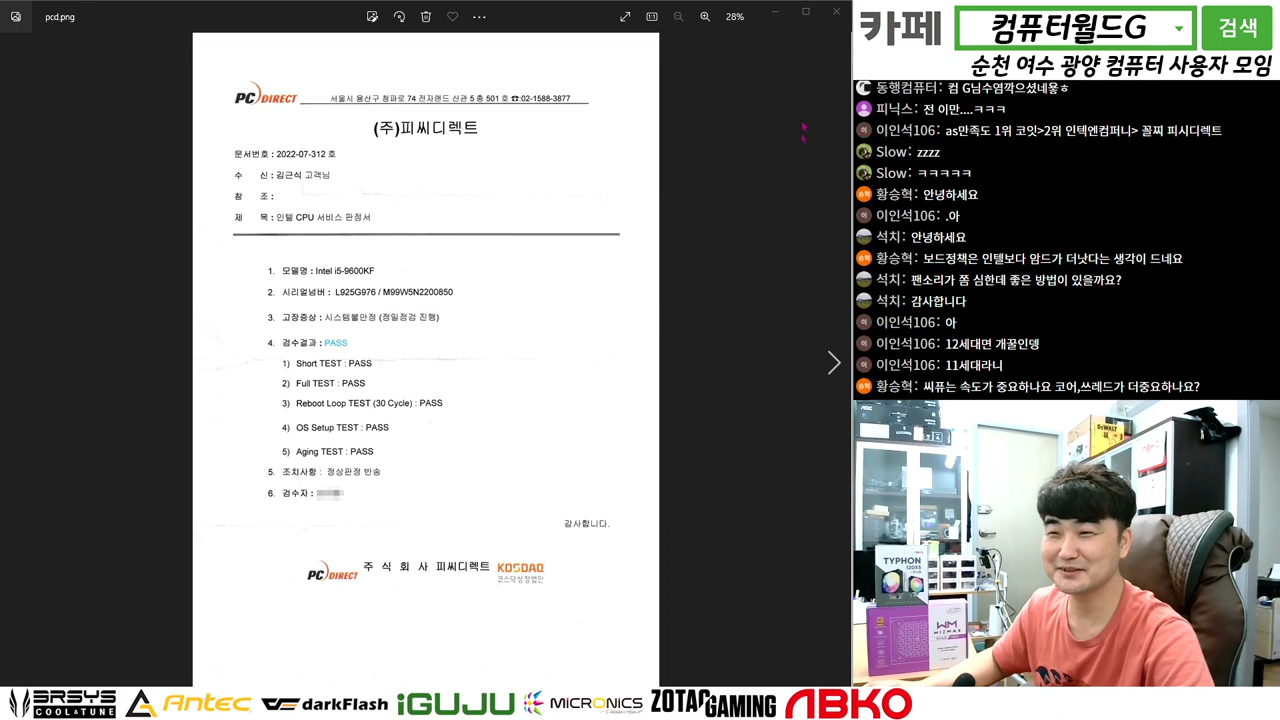 pcd.png
28%
PC DIRECT
서울시 용산구 청파로 74 전자랜드 신관 5 층 501 호 ☎:02-1588-3877
(주)피씨디렉트
문서번호 : 2022-07-312 호
수 신 : 김근식 고객님
참 조 :
제 목 : 인텔 CPU 서비스 판정서
1. 모델명 : Intel i5-9600KF
2. 시리얼넘버 : L925G976 / M99W5N2200850
3. 고장증상 : 시스템불안정 (정밀점검 진행)
4. 검수결과 : PASS
1) Short TEST : PASS
2) Full TEST : PASS
3) Reboot Loop TEST (30 Cycle) : PASS
4) OS Setup TEST : PASS
5) Aging TEST : PASS
5. 조치사항 : 정상판정 반송
6. 검수자 :
감사합니다.
PC DIRECT 주 식 회 사 피씨디렉트 KOSDAQ
코스닥상장법인
카페 컴퓨터월드G 검색
순천 여수 광양 컴퓨터 사용자 모임
동행컴퓨터: 컴 G님수염깍으셨네욯ㅎ
피닉스: 전 이만....ㅋㅋㅋ
이인석106: as만족도 1위 코잇>2위 인텍엔컴퍼니> 꼴찌 피시디렉트
Slow: zzzz
Slow: ㅋㅋㅋㅋㅋ
황승혁: 안녕하세요
이인석106: .아
석치: 안녕하세요
황승혁: 보드정책은 인텔보다 암드가 더낫다는 생각이 드네요
석치: 팬소리가 쫌 심한데 좋은 방법이 있을까요?
석치: 감사합니다
이인석106: 아
이인석106: 12세대면 개꿀인뎅
이인석106: 11세대라니
황승혁: 씨퓨는 속도가 중요하나요 코어,쓰레드가 더중요하나요?
DEWALT
TYPHON
120X5
WM
WIZMAX
3RSYS
COOL&TUNE
Antec
darkFlash
iGUJU
MICRONICS
ZOTAC GAMING
ABKO